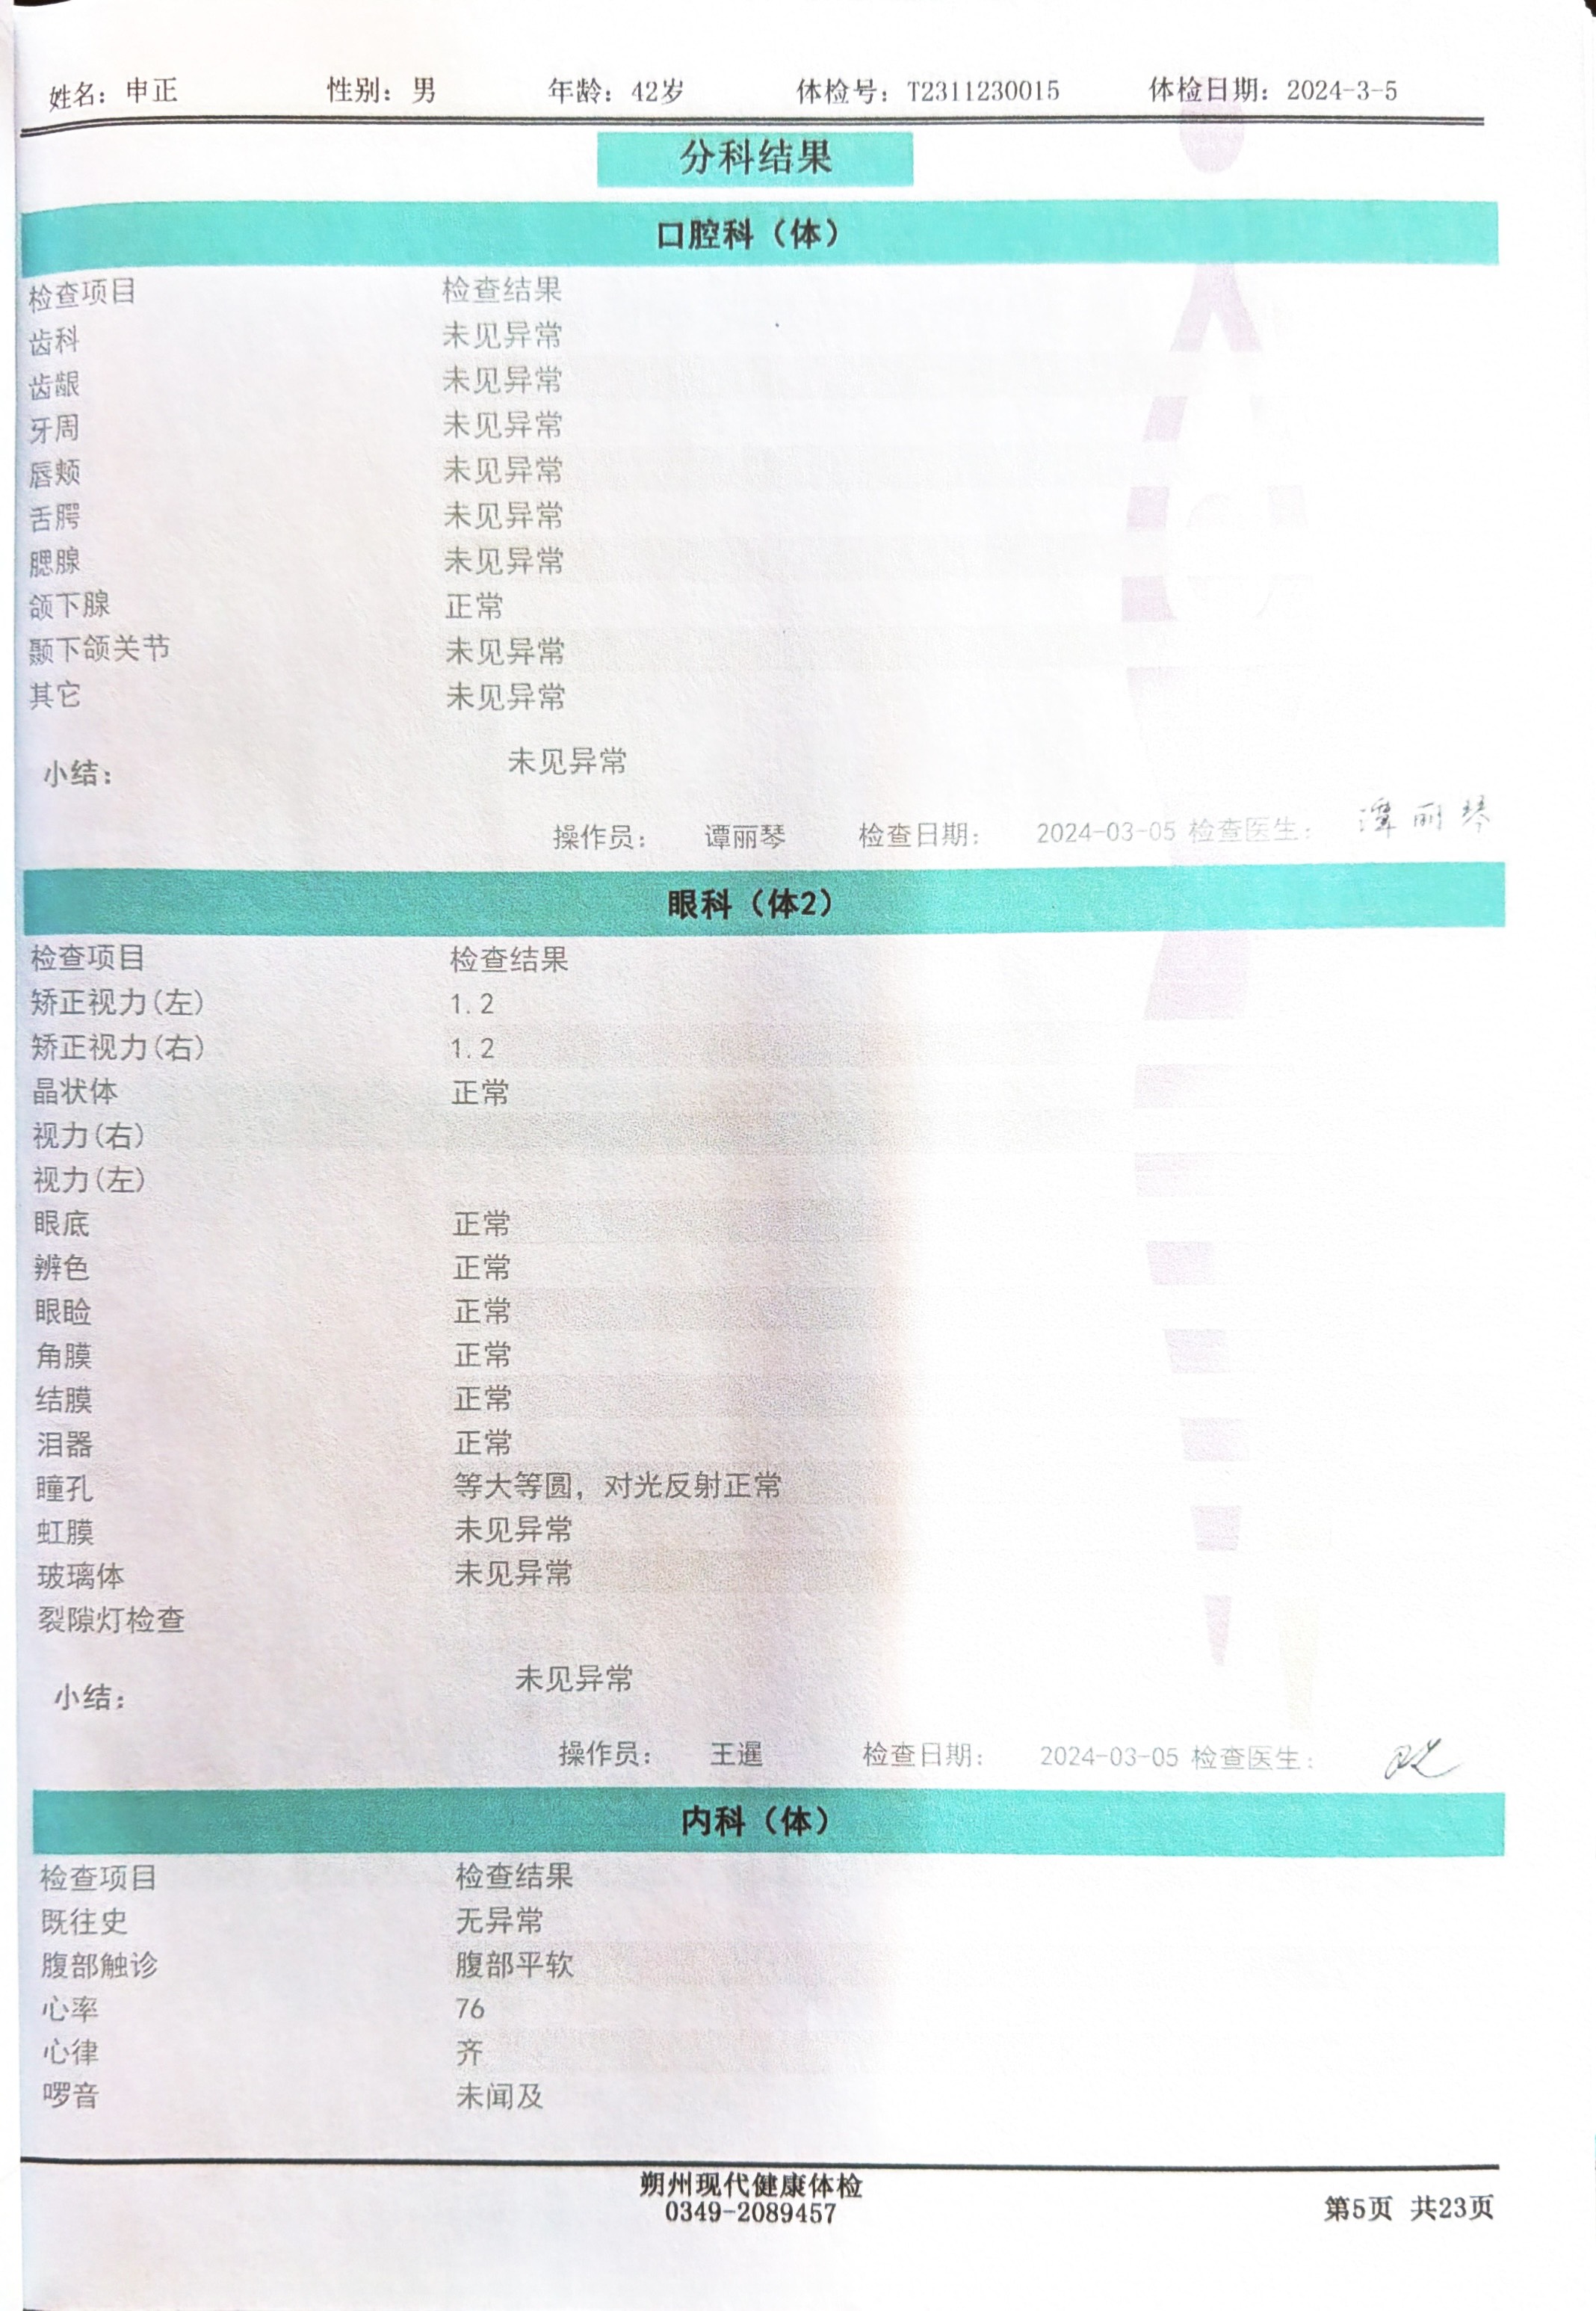 姓名：申正 性别：男 年龄：42岁 体检号：T2311230015 体检日期：2024-3-5
分科结果
口腔科（体）
检查项目 检查结果
齿科 未见异常
齿龈 未见异常
牙周 未见异常
唇颊 未见异常
舌腭 未见异常
腮腺 未见异常
颌下腺 正常
颞下颌关节 未见异常
其它 未见异常
小结： 未见异常
操作员： 谭丽琴 检查日期： 2024-03-05 检查医生： 谭丽琴
眼科（体2）
检查项目 检查结果
矫正视力(左) 1.2
矫正视力(右) 1.2
晶状体 正常
视力(右)
视力(左)
眼底 正常
辨色 正常
眼睑 正常
角膜 正常
结膜 正常
泪器 正常
瞳孔 等大等圆，对光反射正常
虹膜 未见异常
玻璃体 未见异常
裂隙灯检查
小结： 未见异常
操作员： 王暹 检查日期： 2024-03-05 检查医生：
内科（体）
检查项目 检查结果
既往史 无异常
腹部触诊 腹部平软
心率 76
心律 齐
啰音 未闻及
朔州现代健康体检
0349-2089457
第5页 共23页